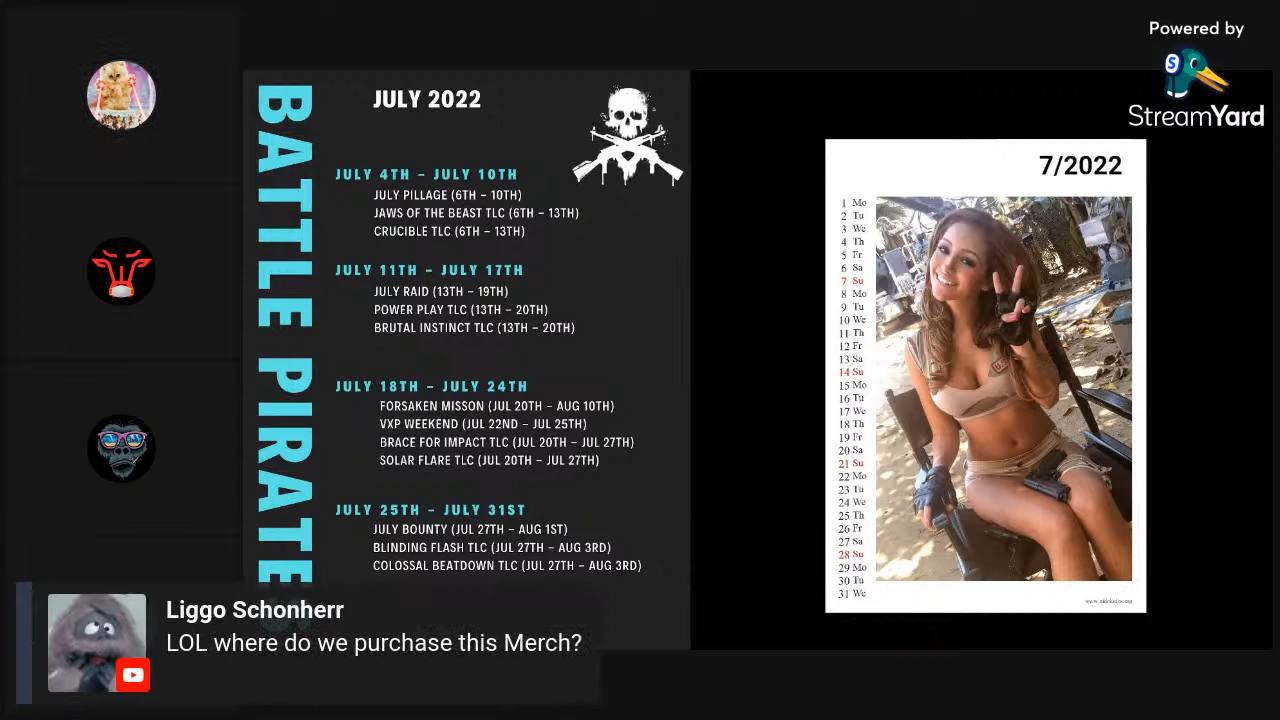 Powered by
StreamYard
BATTLE PIRATE
JULY 2022
JULY 4TH – JULY 10TH
JULY PILLAGE (6TH – 10TH)
JAWS OF THE BEAST TLC (6TH – 13TH)
CRUCIBLE TLC (6TH – 13TH)
JULY 11TH – JULY 17TH
JULY RAID (13TH – 19TH)
POWER PLAY TLC (13TH – 20TH)
BRUTAL INSTINCT TLC (13TH – 20TH)
JULY 18TH – JULY 24TH
FORSAKEN MISSON (JUL 20TH – AUG 10TH)
VXP WEEKEND (JUL 22ND – JUL 25TH)
BRACE FOR IMPACT TLC (JUL 20TH – JUL 27TH)
SOLAR FLARE TLC (JUL 20TH – JUL 27TH)
JULY 25TH – JULY 31ST
JULY BOUNTY (JUL 27TH – AUG 1ST)
BLINDING FLASH TLC (JUL 27TH – AUG 3RD)
COLOSSAL BEATDOWN TLC (JUL 27TH – AUG 3RD)
7/2022
1 Mo
2 Tu
3 We
4 Th
5 Fr
6 Sa
7 Su
8 Mo
9 Tu
10 We
11 Th
12 Fr
13 Sa
14 Su
15 Mo
16 Tu
17 We
18 Th
19 Fr
20 Sa
21 Su
22 Mo
23 Tu
24 We
25 Th
26 Fr
27 Sa
28 Su
29 Mo
30 Tu
31 We
US
Liggo Schonherr
LOL where do we purchase this Merch?